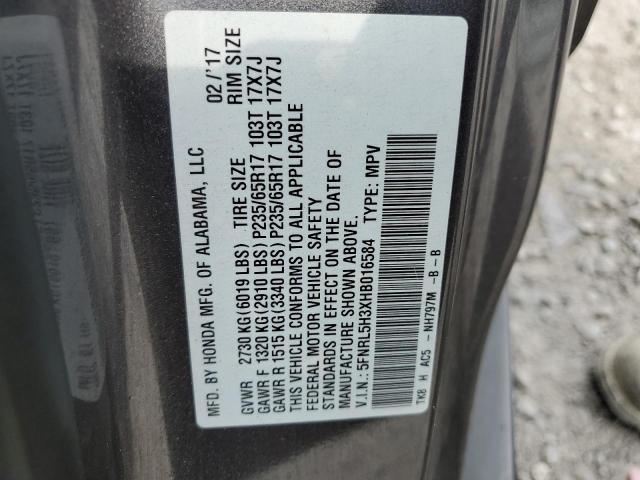 MFD. BY HONDA MFG. OF ALABAMA, LLC 02/'17
GVWR 2730 KG(6019 LBS) TIRE SIZE RIM SIZE
GAWR F 1320 KG(2910 LBS) P235/65R17 103T 17X7J
GAWR R 1515 KG(3340 LBS) P235/65R17 103T 17X7J
THIS VEHICLE CONFORMS TO ALL APPLICABLE
FEDERAL MOTOR VEHICLE SAFETY
STANDARDS IN EFFECT ON THE DATE OF
MANUFACTURE SHOWN ABOVE.
V.I.N.: 5FNRL5H3XHB016584 TYPE: MPV
TK8 H AC5 - NH797M -B-B